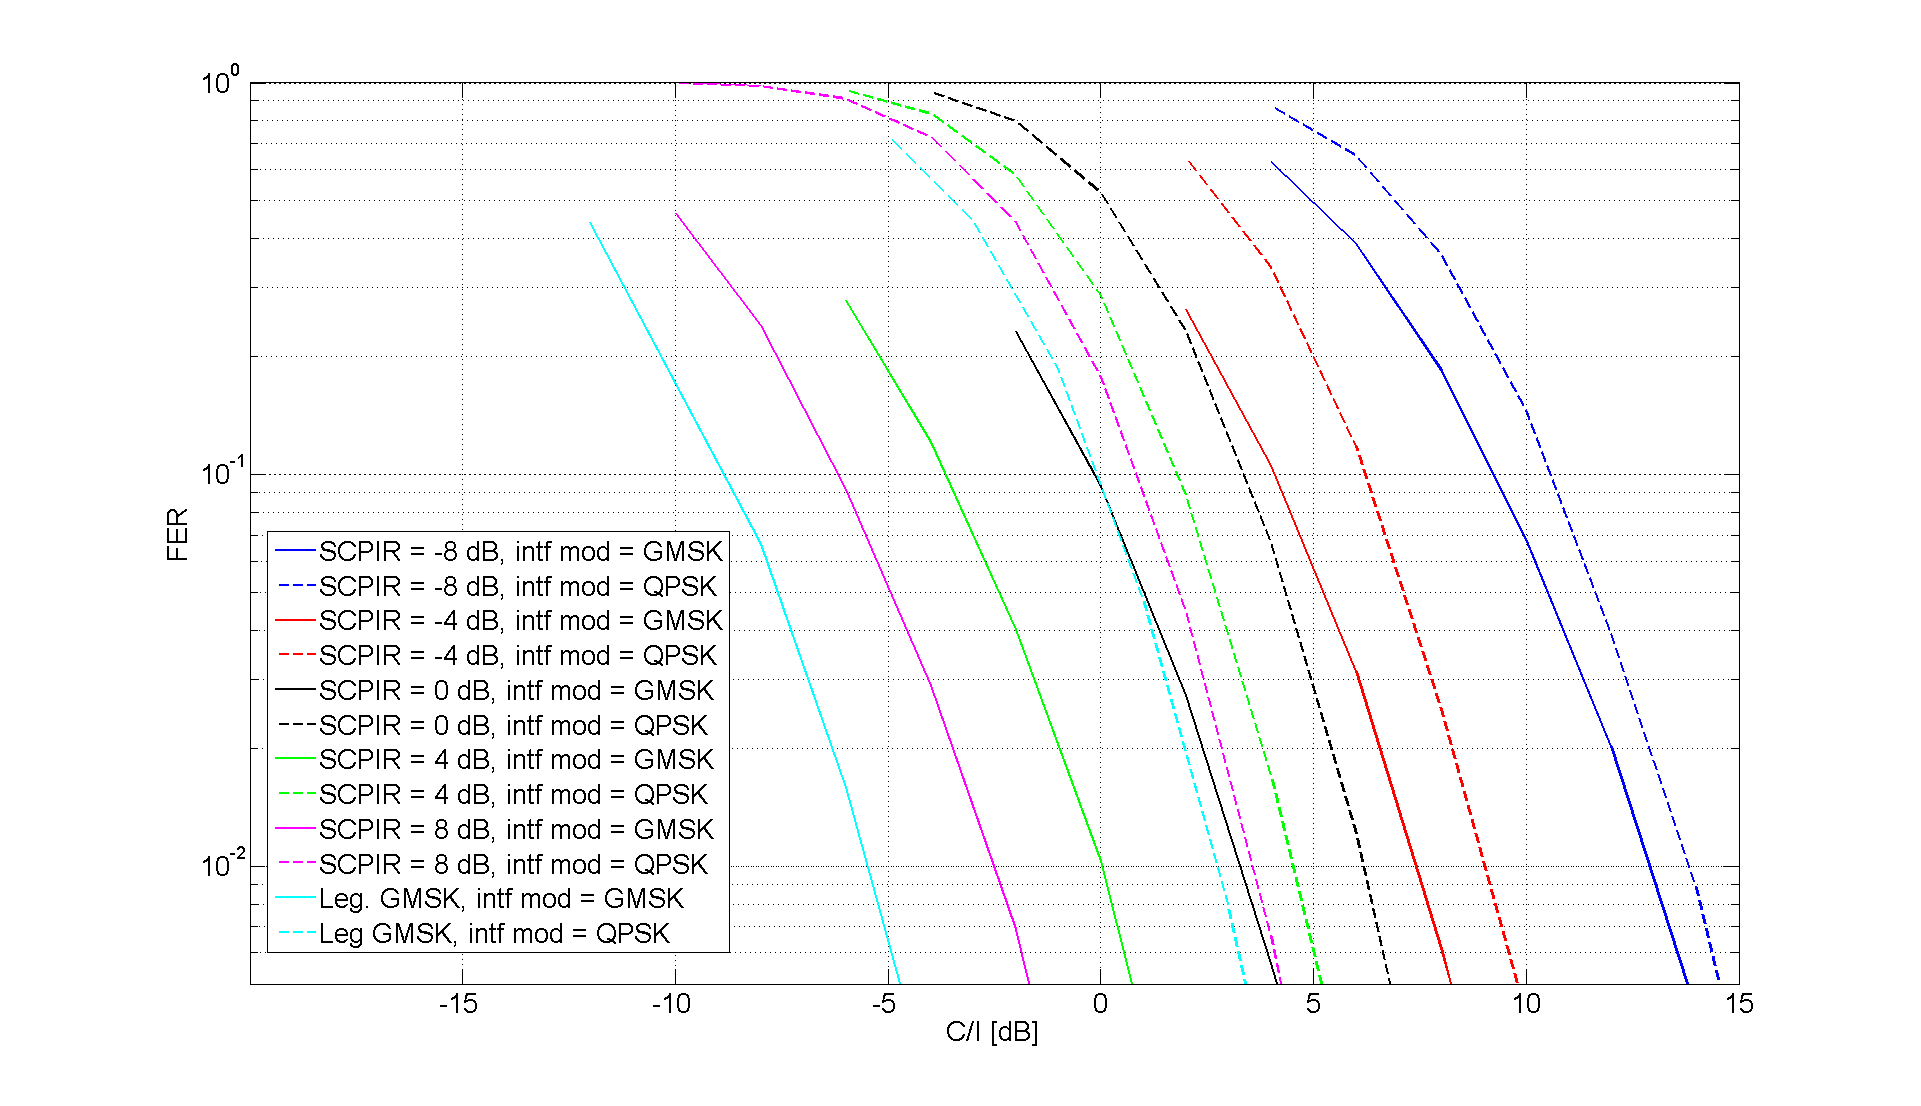 10^0
10^-1
FER
SCPIR = -8 dB, intf mod = GMSK
SCPIR = -8 dB, intf mod = QPSK
SCPIR = -4 dB, intf mod = GMSK
SCPIR = -4 dB, intf mod = QPSK
SCPIR = 0 dB, intf mod = GMSK
SCPIR = 0 dB, intf mod = QPSK
SCPIR = 4 dB, intf mod = GMSK
SCPIR = 4 dB, intf mod = QPSK
SCPIR = 8 dB, intf mod = GMSK
SCPIR = 8 dB, intf mod = QPSK
Leg. GMSK, intf mod = GMSK
Leg GMSK, intf mod = QPSK
10^-2
-15 -10 -5 0 5 10 15
C/I [dB]